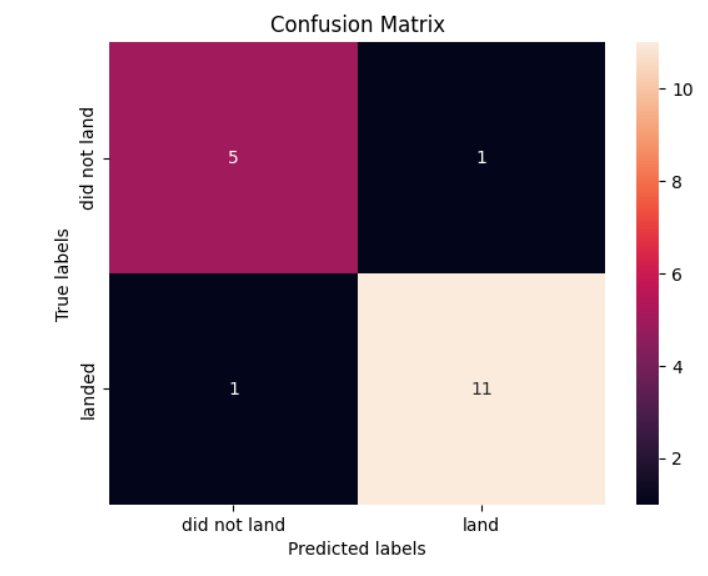 Confusion Matrix
True labels
did not land
5
1
landed
1
11
did not land
land
Predicted labels
10
8
6
4
2